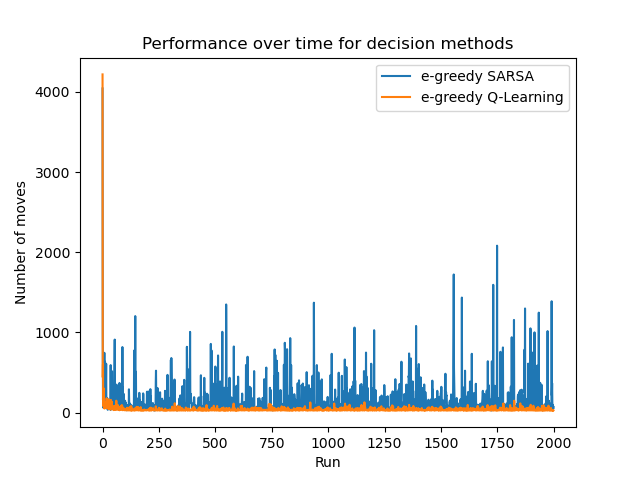 Performance over time for decision methods
e-greedy SARSA
e-greedy Q-Learning
Number of moves
4000
3000
2000
1000
0
0 250 500 750 1000 1250 1500 1750 2000
Run